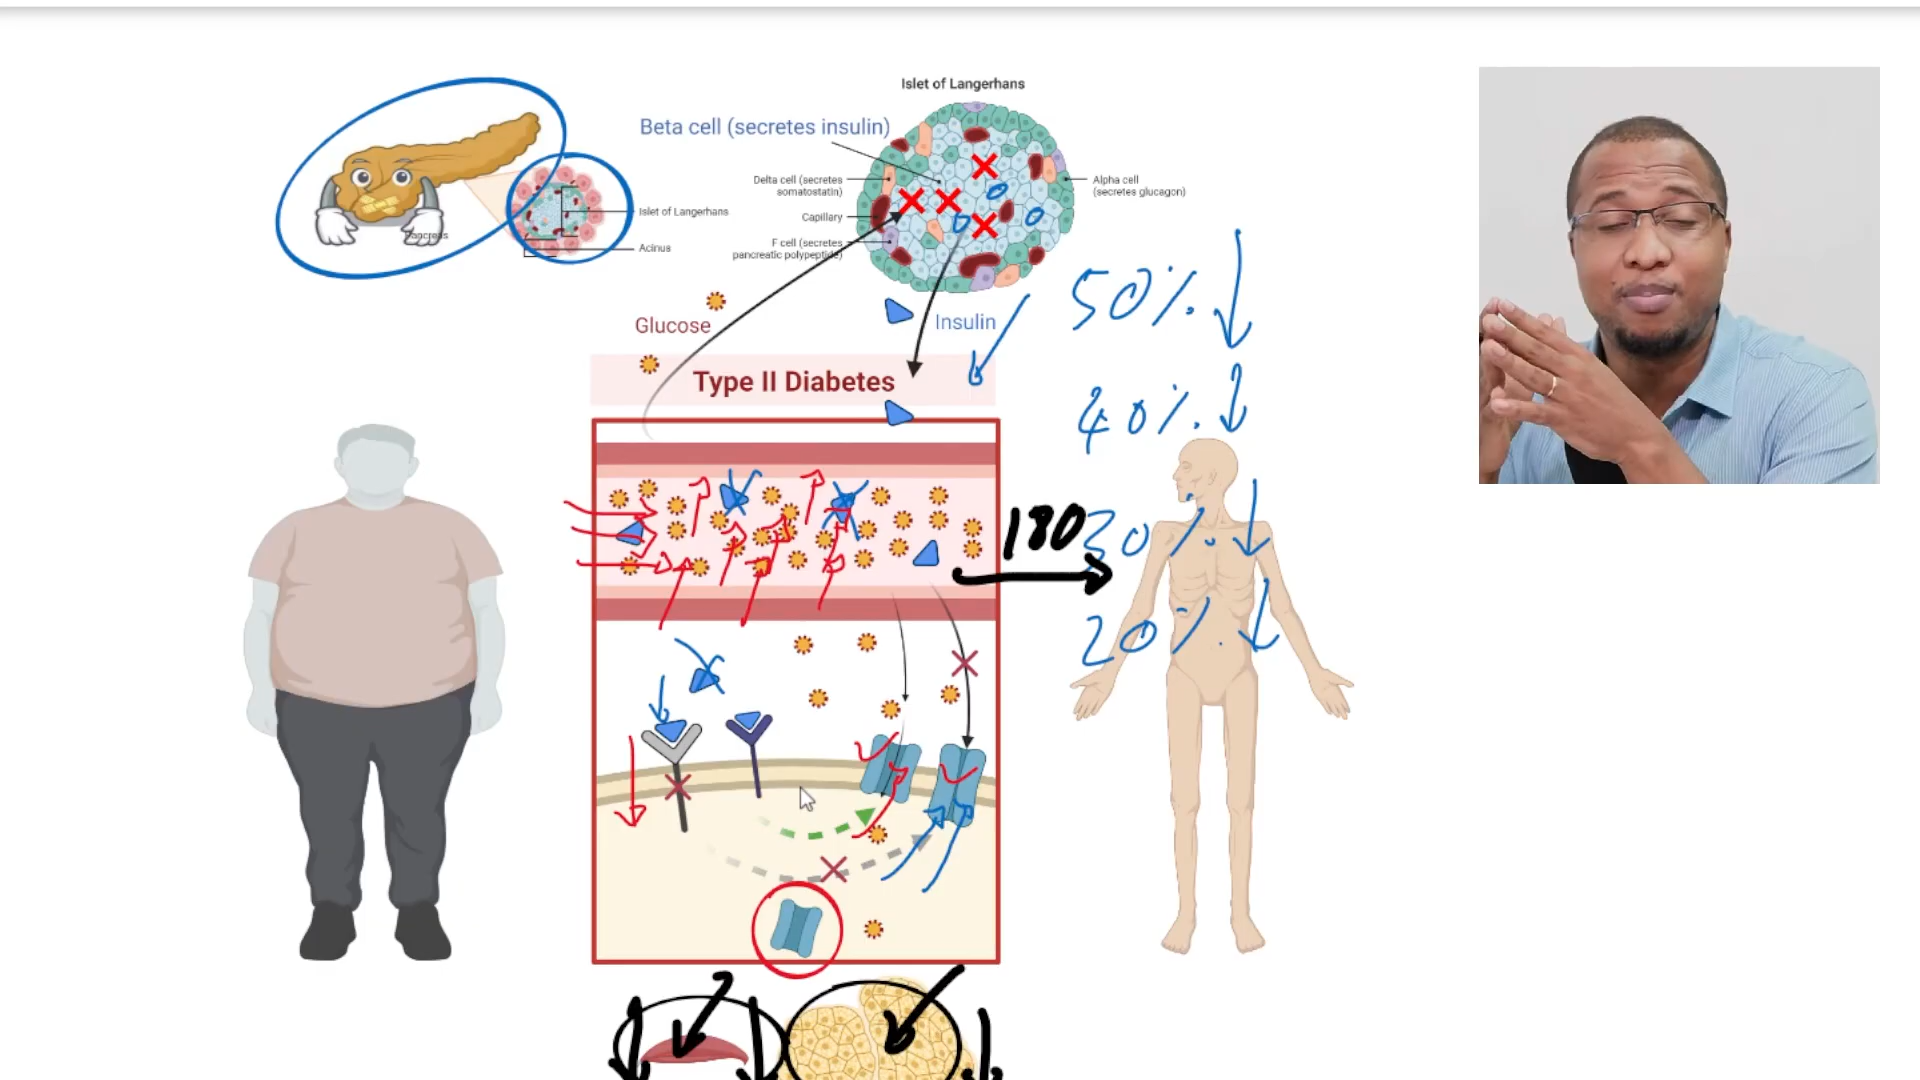 Islet of Langerhans
Beta cell (secretes insulin)
Delta cell (secretes
somatostatin)
Alpha cell
(secretes glucagon)
Capillary
Islet of Langerhans
Pancreas
Acinus
F cell (secretes
pancreatic polypeptide)
Glucose
Insulin
50% ↓
Type II Diabetes
40% ↓
180
30% ↓
20% ↓